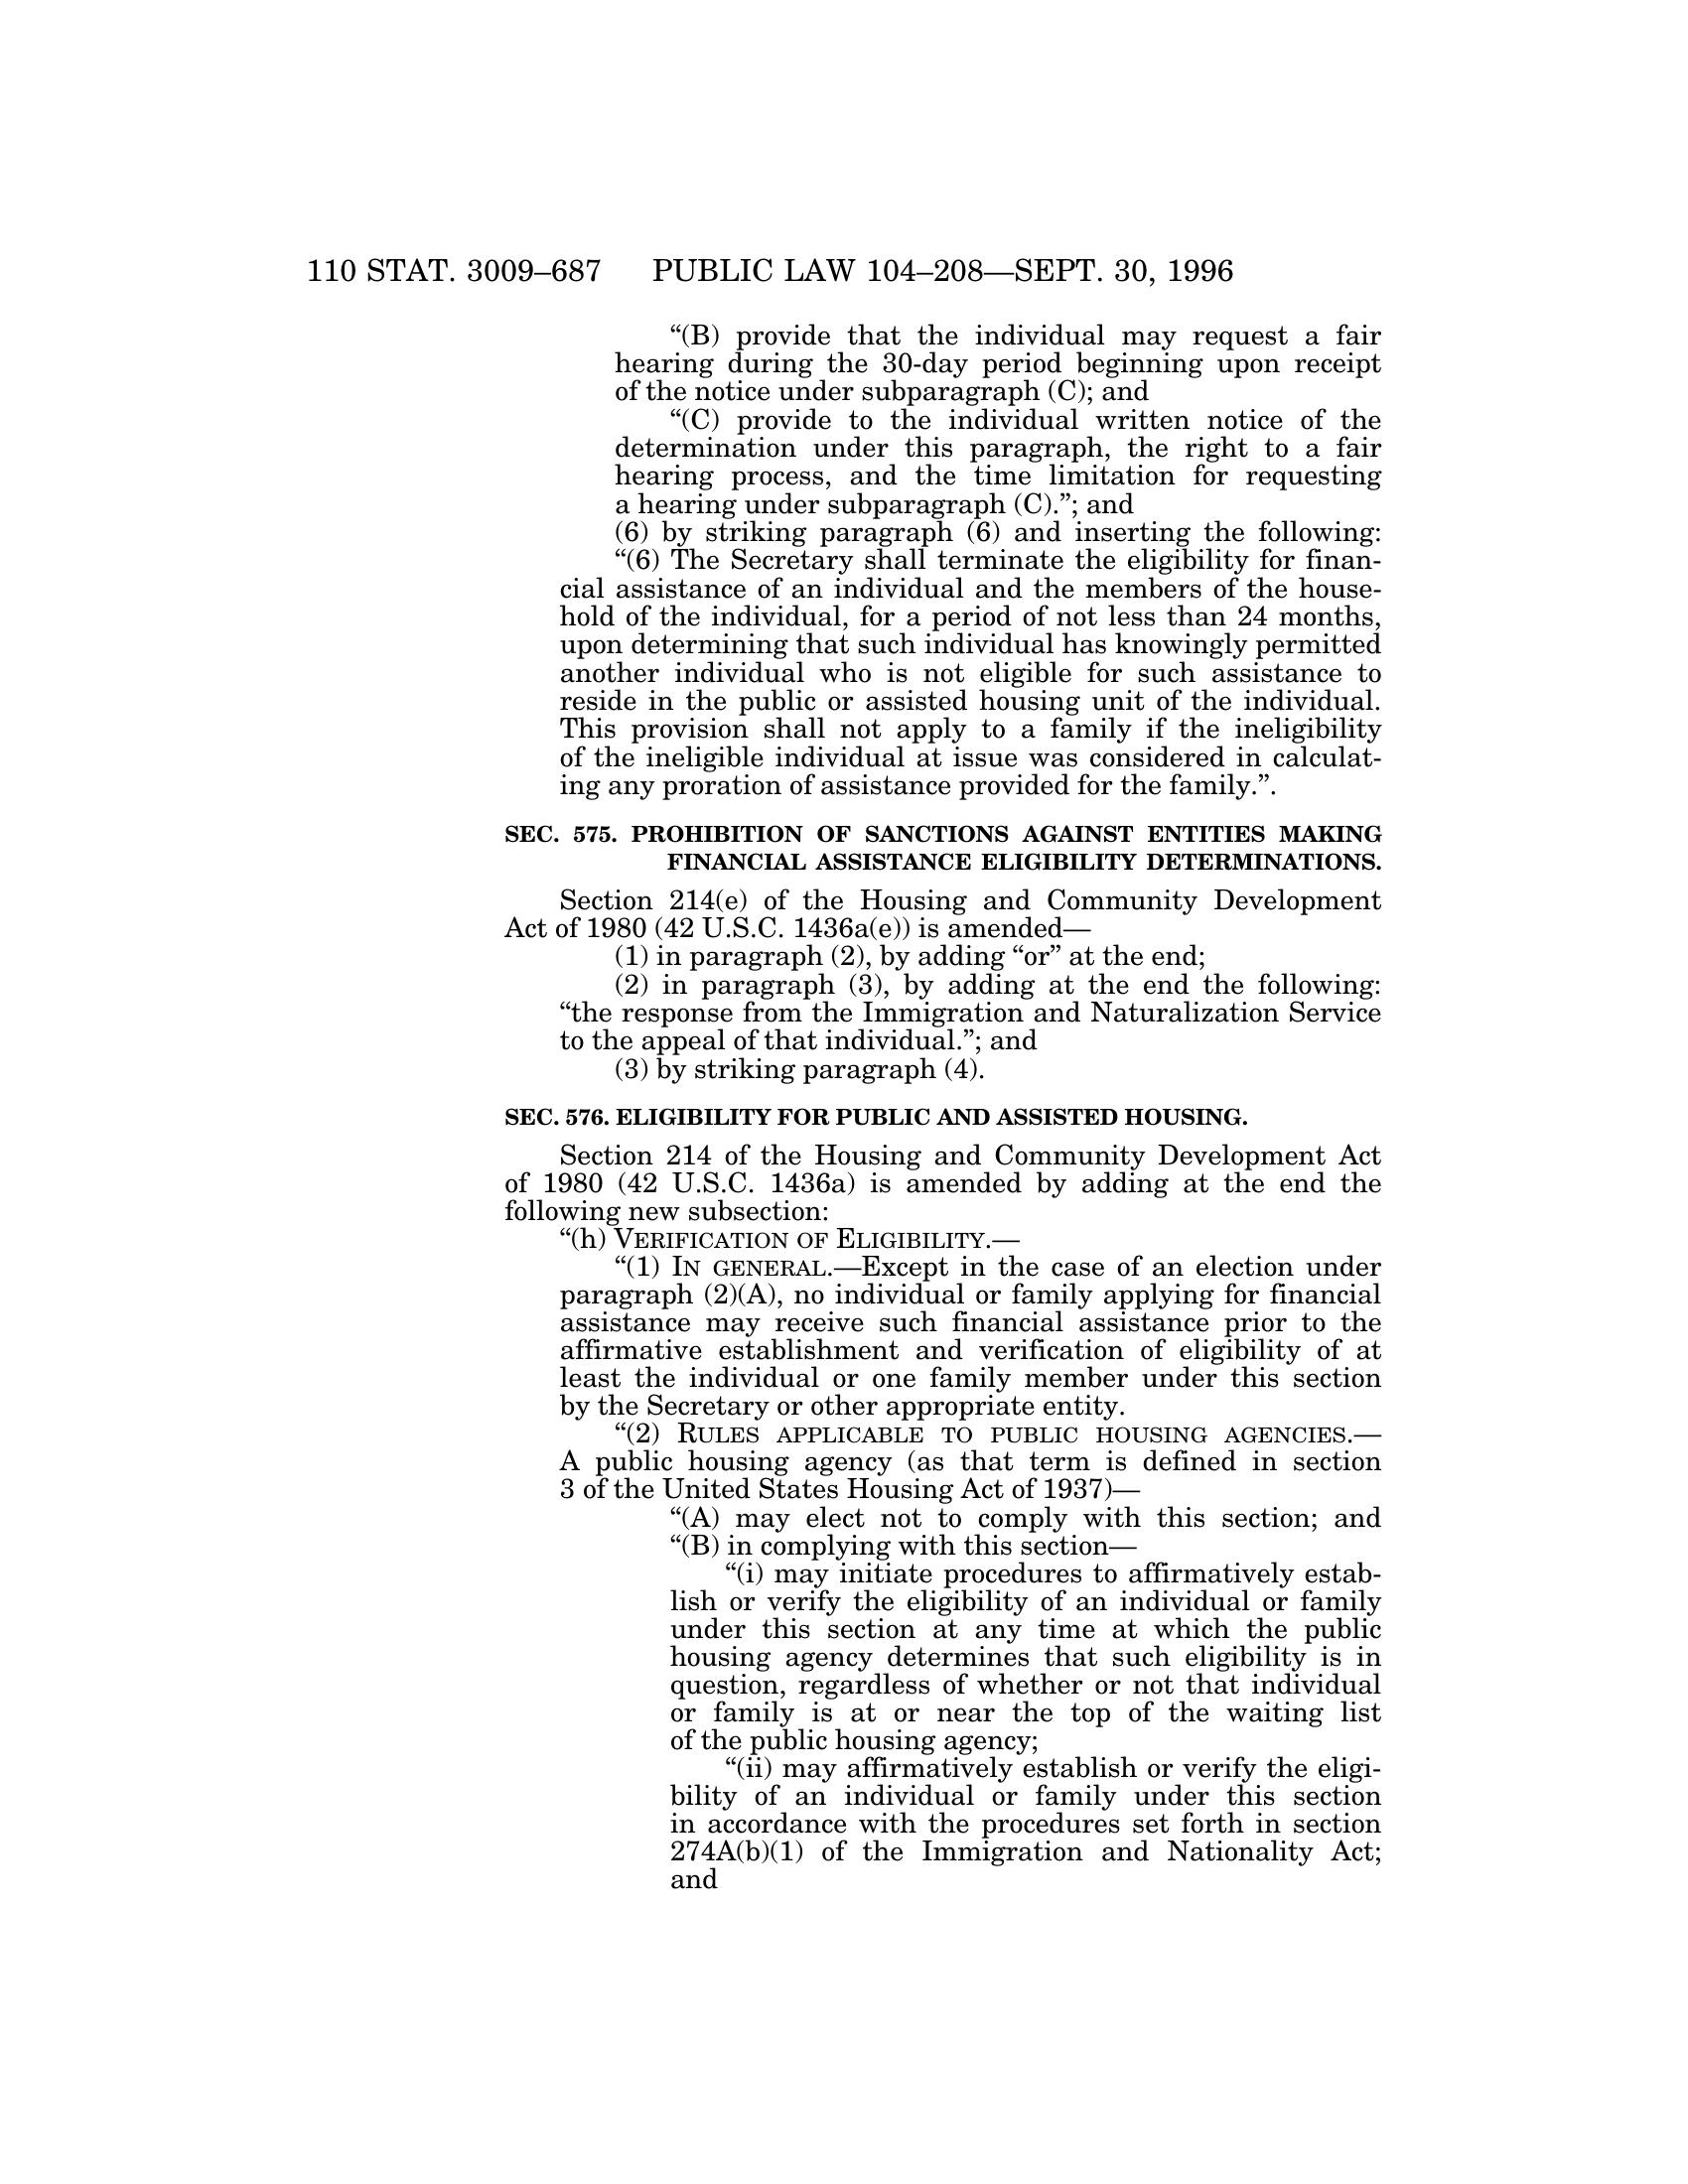 110 STAT. 3009–687 PUBLIC LAW 104–208—SEPT. 30, 1996
“(B) provide that the individual may request a fair
hearing during the 30-day period beginning upon receipt
of the notice under subparagraph (C); and
“(C) provide to the individual written notice of the
determination under this paragraph, the right to a fair
hearing process, and the time limitation for requesting
a hearing under subparagraph (C).”; and
(6) by striking paragraph (6) and inserting the following:
“(6) The Secretary shall terminate the eligibility for finan-
cial assistance of an individual and the members of the house-
hold of the individual, for a period of not less than 24 months,
upon determining that such individual has knowingly permitted
another individual who is not eligible for such assistance to
reside in the public or assisted housing unit of the individual.
This provision shall not apply to a family if the ineligibility
of the ineligible individual at issue was considered in calculat-
ing any proration of assistance provided for the family.”.
SEC. 575. PROHIBITION OF SANCTIONS AGAINST ENTITIES MAKING
FINANCIAL ASSISTANCE ELIGIBILITY DETERMINATIONS.
Section 214(e) of the Housing and Community Development
Act of 1980 (42 U.S.C. 1436a(e)) is amended—
(1) in paragraph (2), by adding “or” at the end;
(2) in paragraph (3), by adding at the end the following:
“the response from the Immigration and Naturalization Service
to the appeal of that individual.”; and
(3) by striking paragraph (4).
SEC. 576. ELIGIBILITY FOR PUBLIC AND ASSISTED HOUSING.
Section 214 of the Housing and Community Development Act
of 1980 (42 U.S.C. 1436a) is amended by adding at the end the
following new subsection:
“(h) VERIFICATION OF ELIGIBILITY.—
“(1) IN GENERAL.—Except in the case of an election under
paragraph (2)(A), no individual or family applying for financial
assistance may receive such financial assistance prior to the
affirmative establishment and verification of eligibility of at
least the individual or one family member under this section
by the Secretary or other appropriate entity.
“(2) RULES APPLICABLE TO PUBLIC HOUSING AGENCIES.—
A public housing agency (as that term is defined in section
3 of the United States Housing Act of 1937)—
“(A) may elect not to comply with this section; and
“(B) in complying with this section—
“(i) may initiate procedures to affirmatively estab-
lish or verify the eligibility of an individual or family
under this section at any time at which the public
housing agency determines that such eligibility is in
question, regardless of whether or not that individual
or family is at or near the top of the waiting list
of the public housing agency;
“(ii) may affirmatively establish or verify the eligi-
bility of an individual or family under this section
in accordance with the procedures set forth in section
274A(b)(1) of the Immigration and Nationality Act;
and